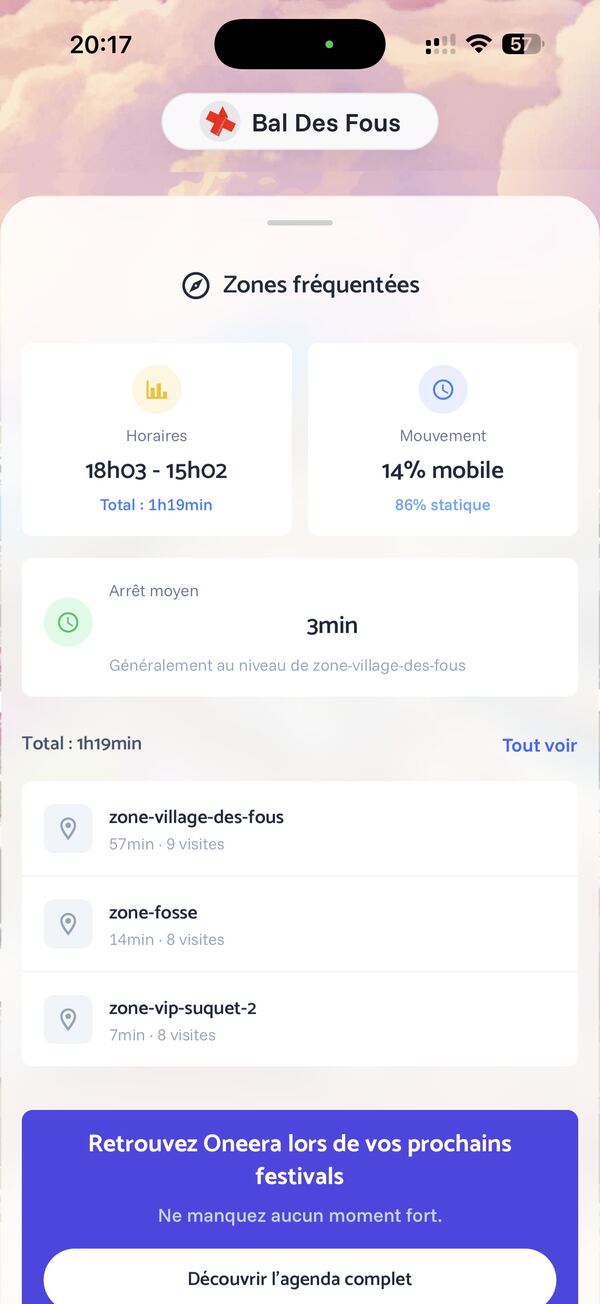 20:17
57
Bal Des Fous
Zones fréquentées
Horaires
18h03 - 15h02
Total : 1h19min
Mouvement
14% mobile
86% statique
Arrêt moyen
3min
Généralement au niveau de zone-village-des-fous
Total : 1h19min
Tout voir
zone-village-des-fous
57min · 9 visites
zone-fosse
14min · 8 visites
zone-vip-suquet-2
7min · 8 visites
Retrouvez Oneera lors de vos prochains
festivals
Ne manquez aucun moment fort.
Découvrir l'agenda complet